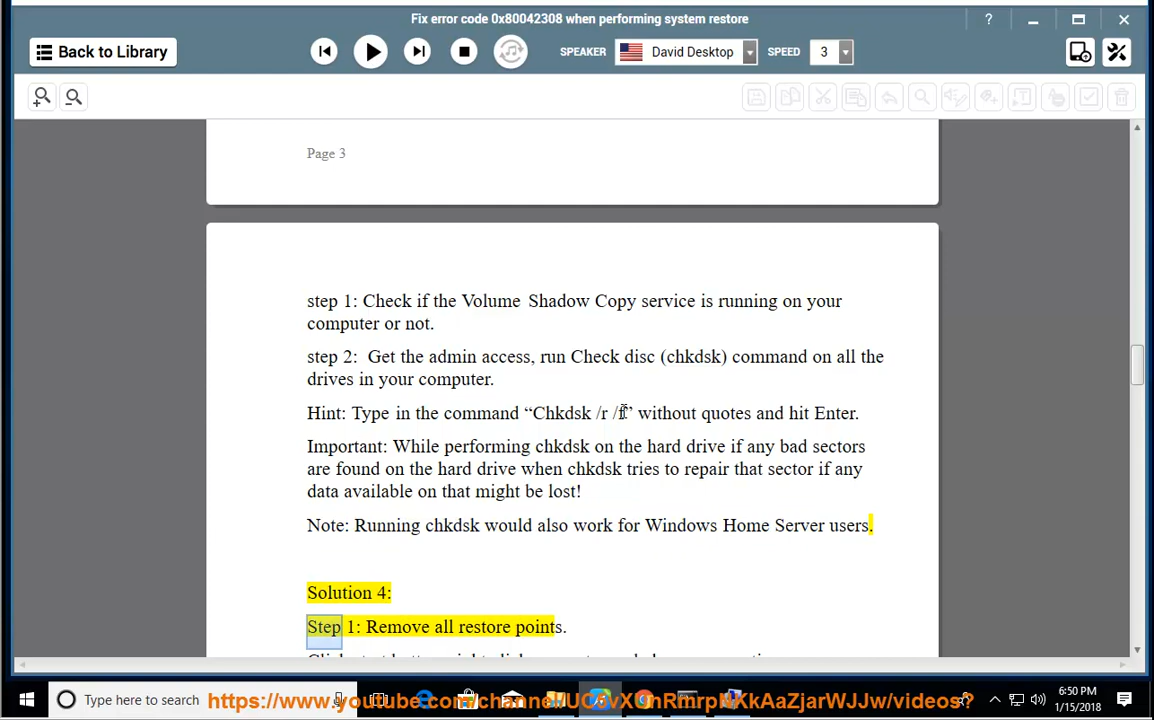 Fix error code 0x80042308 when performing system restore
Back to Library
SPEAKER
David Desktop
SPEED
3
Page 3
step 1: Check if the Volume Shadow Copy service is running on your
computer or not.
step 2: Get the admin access, run Check disc (chkdsk) command on all the
drives in your computer.
Hint: Type in the command “Chkdsk /r /f” without quotes and hit Enter.
Important: While performing chkdsk on the hard drive if any bad sectors
are found on the hard drive when chkdsk tries to repair that sector if any
data available on that might be lost!
Note: Running chkdsk would also work for Windows Home Server users.
Solution 4:
Step 1: Remove all restore points.
Type here to search
6:50 PM
1/15/2018